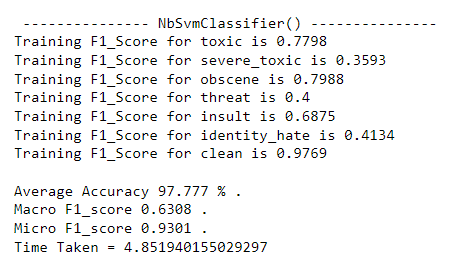 --------------- NbSvmClassifier() ---------------
Training F1_Score for toxic is 0.7798
Training F1_Score for severe_toxic is 0.3593
Training F1_Score for obscene is 0.7988
Training F1_Score for threat is 0.4
Training F1_Score for insult is 0.6875
Training F1_Score for identity_hate is 0.4134
Training F1_Score for clean is 0.9769
Average Accuracy 97.777 % .
Macro F1_score 0.6308 .
Micro F1_score 0.9301 .
Time Taken = 4.851940155029297